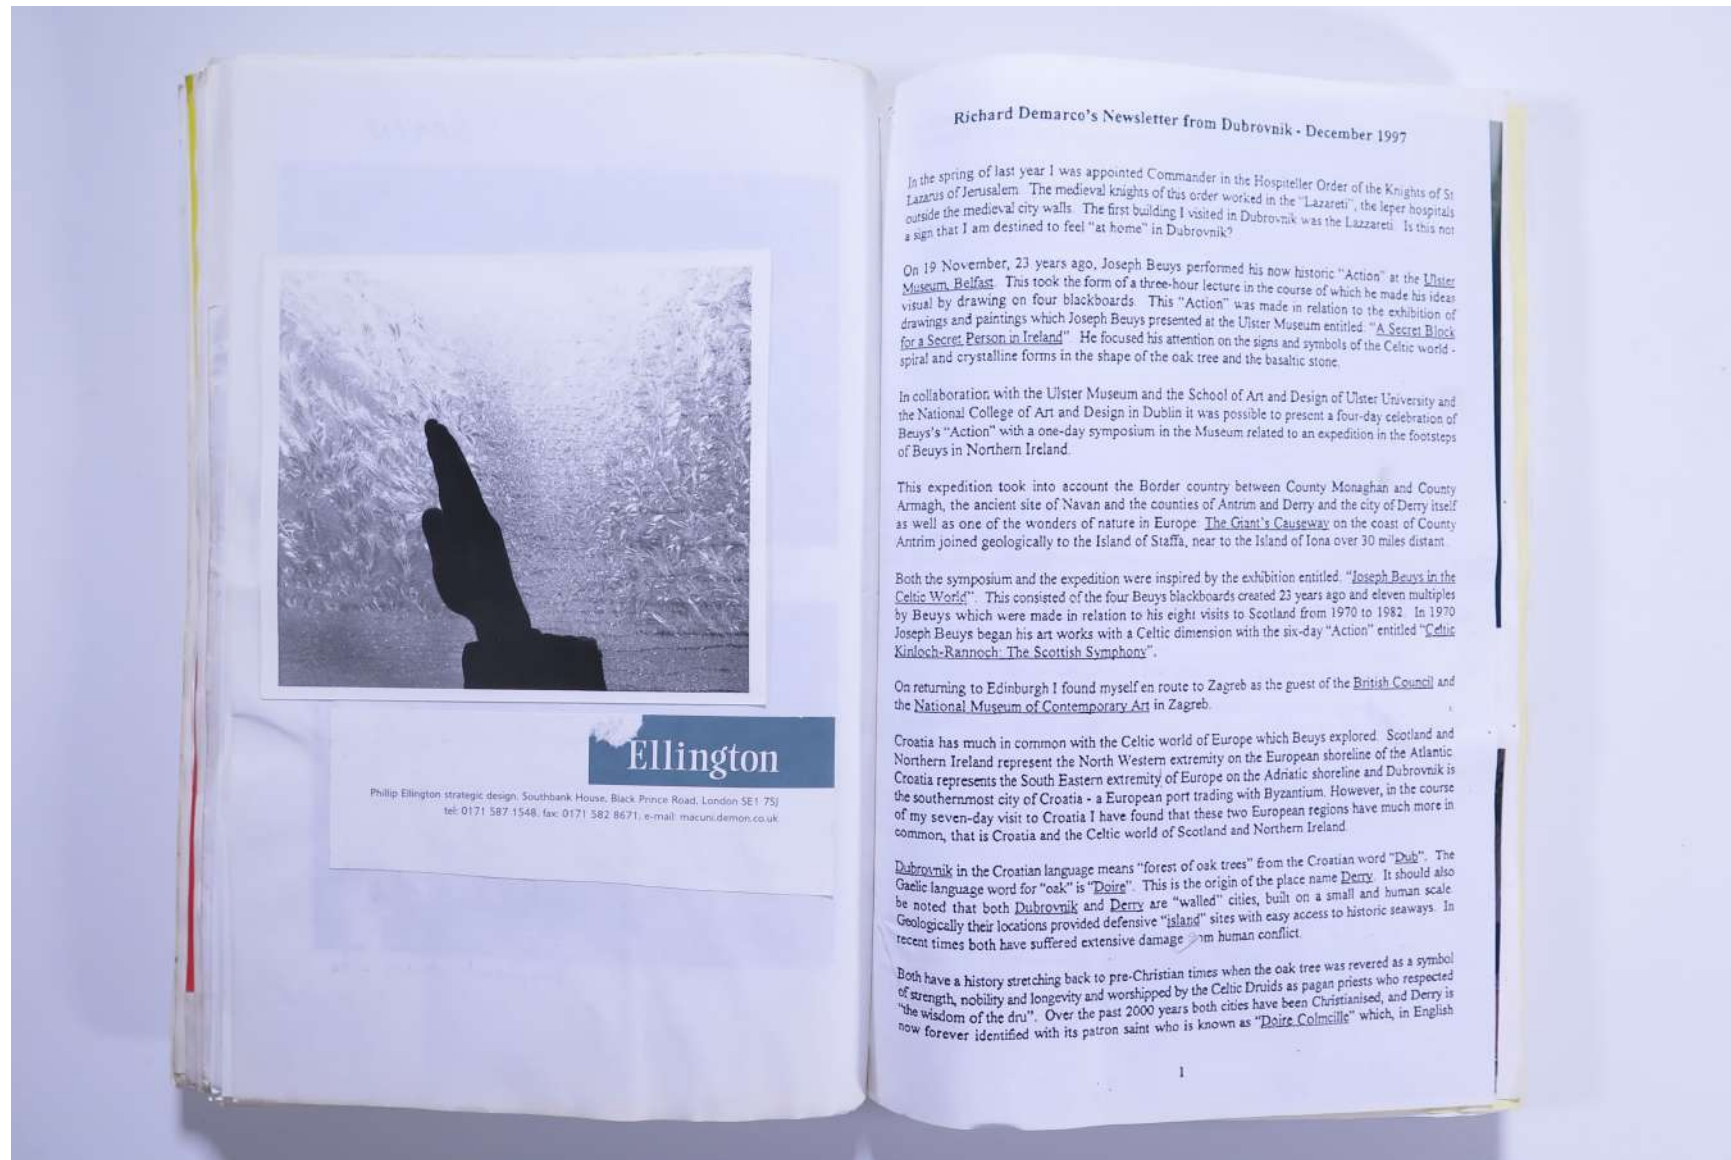 Ellington
Phillip Ellington strategic design, Southbank House, Black Prince Road, London SE1 7SJ
tel: 0171 587 1548, fax: 0171 582 8671, e-mail: macuni.demon.co.uk
Richard Demarco's Newsletter from Dubrovnik - December 1997
In the spring of last year I was appointed Commander in the Hospiteller Order of the Knights of St
Lazarus of Jerusalem. The medieval knights of this order worked in the "Lazareti", the leper hospitals
outside the medieval city walls. The first building I visited in Dubrovnik was the Lazzareti. Is this not
a sign that I am destined to feel "at home" in Dubrovnik?
On 19 November, 23 years ago, Joseph Beuys performed his now historic "Action" at the Ulster
Museum, Belfast. This took the form of a three-hour lecture in the course of which he made his ideas
visual by drawing on four blackboards. This "Action" was made in relation to the exhibition of
drawings and paintings which Joseph Beuys presented at the Ulster Museum entitled. "A Secret Block
for a Secret Person in Ireland". He focused his attention on the signs and symbols of the Celtic world -
spiral and crystalline forms in the shape of the oak tree and the basaltic stone.
In collaboration with the Ulster Museum and the School of Art and Design of Ulster University and
the National College of Art and Design in Dublin it was possible to present a four-day celebration of
Beuys's "Action" with a one-day symposium in the Museum related to an expedition in the footsteps
of Beuys in Northern Ireland.
This expedition took into account the Border country between County Monaghan and County
Armagh, the ancient site of Navan and the counties of Antrim and Derry and the city of Derry itself
as well as one of the wonders of nature in Europe: The Giant's Causeway on the coast of County
Antrim joined geologically to the Island of Staffa, near to the Island of Iona over 30 miles distant.
Both the symposium and the expedition were inspired by the exhibition entitled. "Joseph Beuys in the
Celtic World". This consisted of the four Beuys blackboards created 23 years ago and eleven multiples
by Beuys which were made in relation to his eight visits to Scotland from 1970 to 1982. In 1970
Joseph Beuys began his art works with a Celtic dimension with the six-day "Action" entitled "Celtic
Kinloch-Rannoch: The Scottish Symphony".
On returning to Edinburgh I found myself en route to Zagreb as the guest of the British Council and
the National Museum of Contemporary Art in Zagreb.
Croatia has much in common with the Celtic world of Europe which Beuys explored. Scotland and
Northern Ireland represent the North Western extremity on the European shoreline of the Atlantic.
Croatia represents the South Eastern extremity of Europe on the Adriatic shoreline and Dubrovnik is
the southernmost city of Croatia - a European port trading with Byzantium. However, in the course
of my seven-day visit to Croatia I have found that these two European regions have much more in
common, that is Croatia and the Celtic world of Scotland and Northern Ireland.
Dubrovnik in the Croatian language means "forest of oak trees" from the Croatian word "Dub". The
Gaelic language word for "oak" is "Doire". This is the origin of the place name Derry. It should also
be noted that both Dubrovnik and Derry are "walled" cities, built on a small and human scale.
Geologically their locations provided defensive "island" sites with easy access to historic seaways. In
recent times both have suffered extensive damage from human conflict.
Both have a history stretching back to pre-Christian times when the oak tree was revered as a symbol
of strength, nobility and longevity and worshipped by the Celtic Druids as pagan priests who respected
"the wisdom of the dru". Over the past 2000 years both cities have been Christianised, and Derry is
now forever identified with its patron saint who is known as "Doire Colmcille" which, in English
1